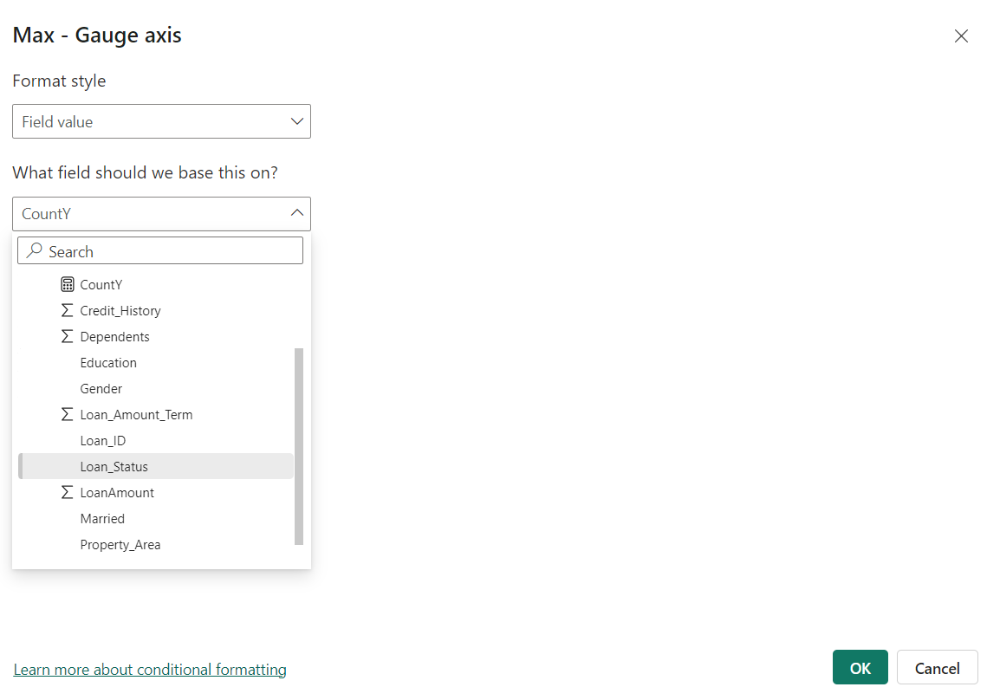 Max - Gauge axis
Format style
Field value
What field should we base this on?
CountY
Search
CountY
Credit_History
Dependents
Education
Gender
Loan_Amount_Term
Loan_ID
Loan_Status
LoanAmount
Married
Property_Area
Learn more about conditional formatting
OK
Cancel